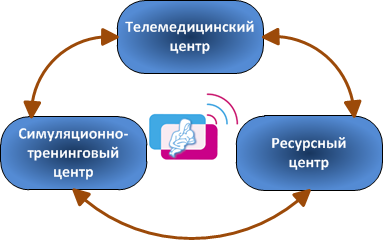 Телемедицинский
центр
Симуляционно-
тренинговый
центр
Ресурсный
центр